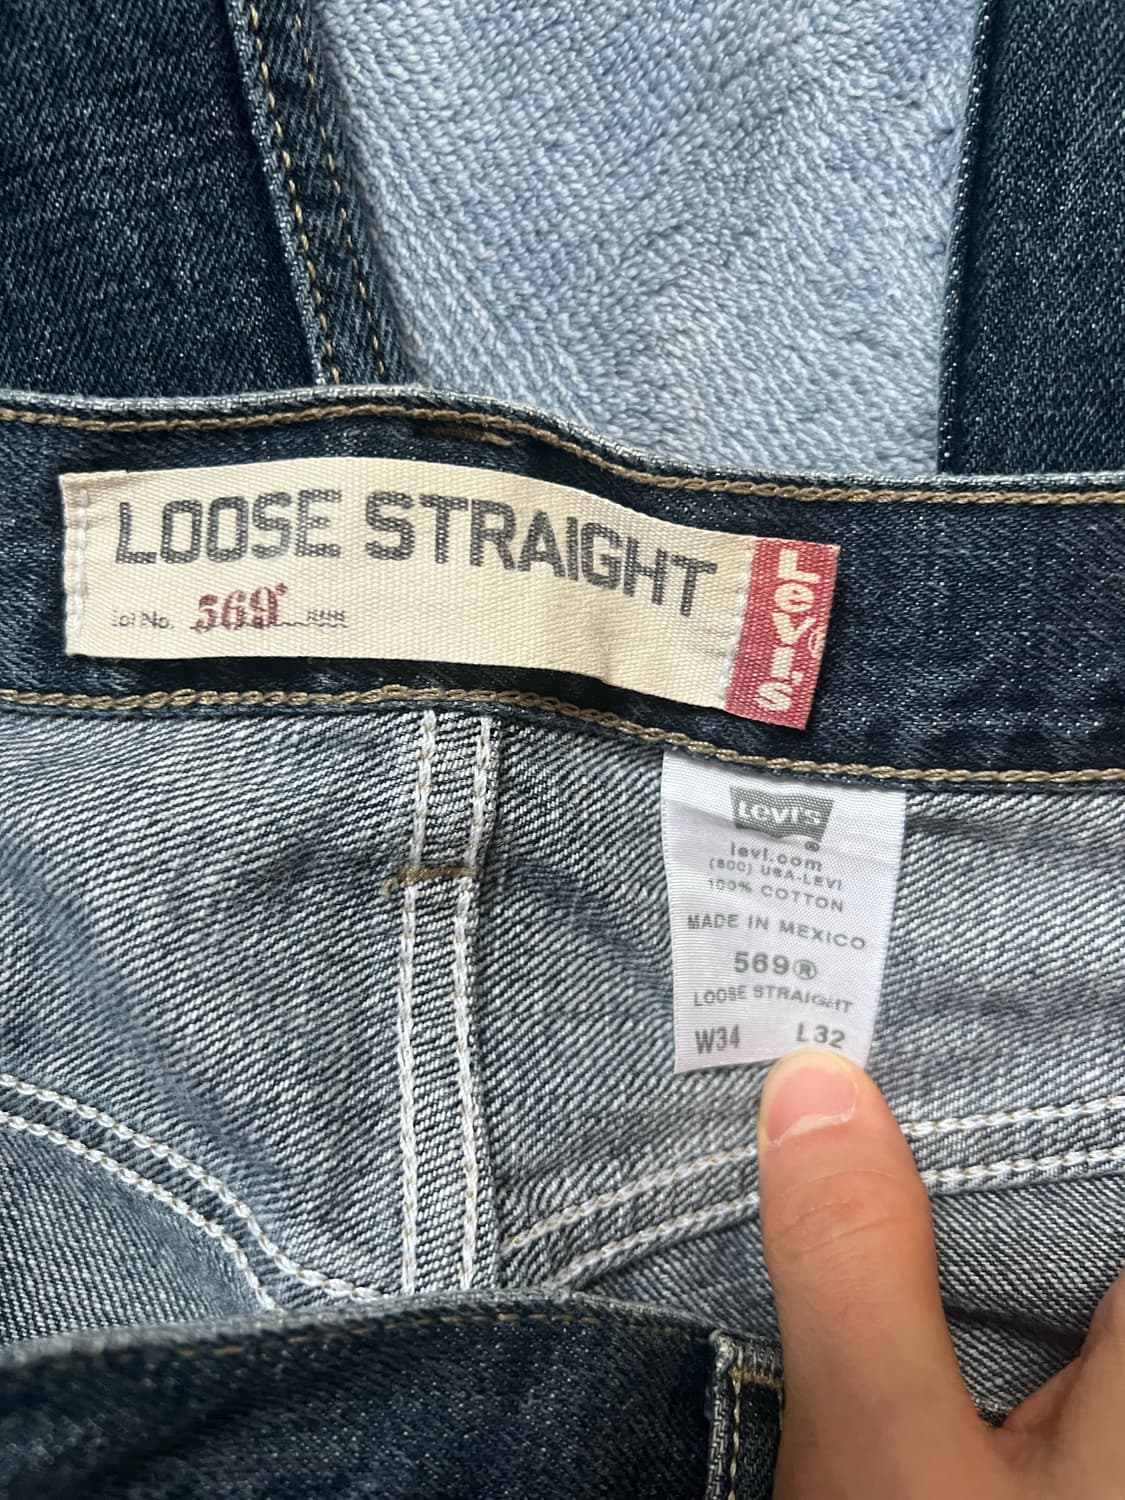 LOOSE STRAIGHT
Lot No. 569®
Levi's®
Levi's
®
levi.com
(800) USA-LEVI
100% COTTON
MADE IN MEXICO
569®
LOOSE STRAIGHT
W34 L32